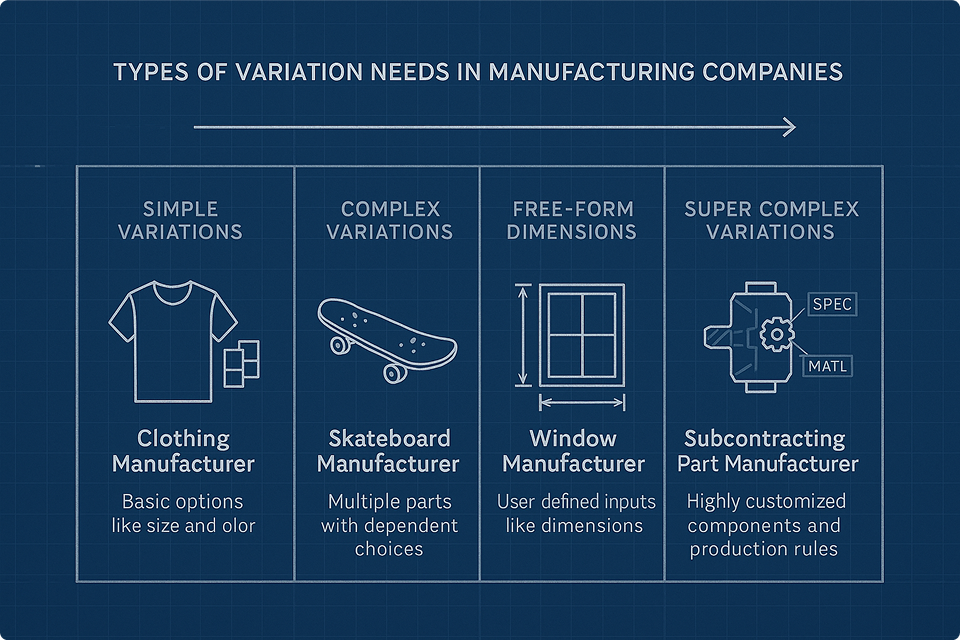 TYPES OF VARIATION NEEDS IN MANUFACTURING COMPANIES
SIMPLE
VARIATIONS
Clothing
Manufacturer
Basic options
like size and olor
COMPLEX
VARIATIONS
Skateboard
Manufacturer
Multiple parts
with dependent
choices
FREE-FORM
DIMENSIONS
Window
Manufacturer
User defined inputs
like dimensions
SUPER COMPLEX
VARIATIONS
SPEC
MATL
Subcontracting
Part Manufacturer
Highly customized
components and
production rules